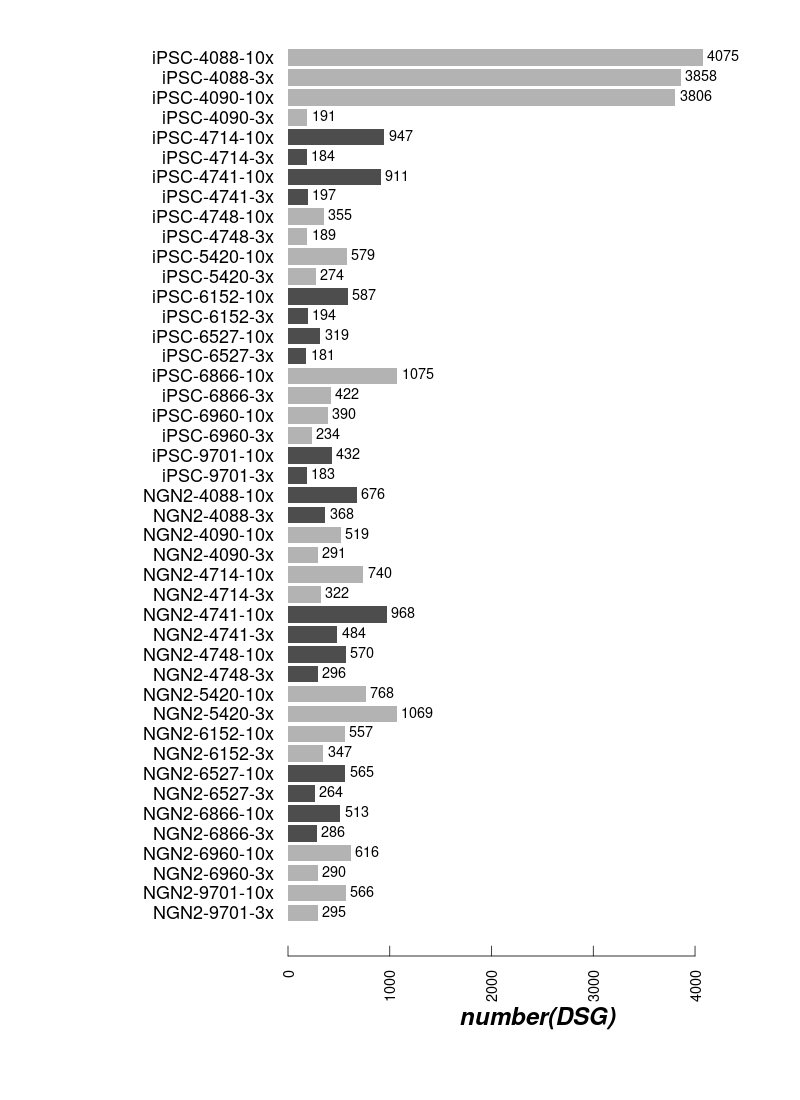 iPSC-4088-10x 4075
iPSC-4088-3x 3858
iPSC-4090-10x 3806
iPSC-4090-3x 191
iPSC-4714-10x 947
iPSC-4714-3x 184
iPSC-4741-10x 911
iPSC-4741-3x 197
iPSC-4748-10x 355
iPSC-4748-3x 189
iPSC-5420-10x 579
iPSC-5420-3x 274
iPSC-6152-10x 587
iPSC-6152-3x 194
iPSC-6527-10x 319
iPSC-6527-3x 181
iPSC-6866-10x 1075
iPSC-6866-3x 422
iPSC-6960-10x 390
iPSC-6960-3x 234
iPSC-9701-10x 432
iPSC-9701-3x 183
NGN2-4088-10x 676
NGN2-4088-3x 368
NGN2-4090-10x 519
NGN2-4090-3x 291
NGN2-4714-10x 740
NGN2-4714-3x 322
NGN2-4741-10x 968
NGN2-4741-3x 484
NGN2-4748-10x 570
NGN2-4748-3x 296
NGN2-5420-10x 768
NGN2-5420-3x 1069
NGN2-6152-10x 557
NGN2-6152-3x 347
NGN2-6527-10x 565
NGN2-6527-3x 264
NGN2-6866-10x 513
NGN2-6866-3x 286
NGN2-6960-10x 616
NGN2-6960-3x 290
NGN2-9701-10x 566
NGN2-9701-3x 295
0 1000 2000 3000 4000
number(DSG)